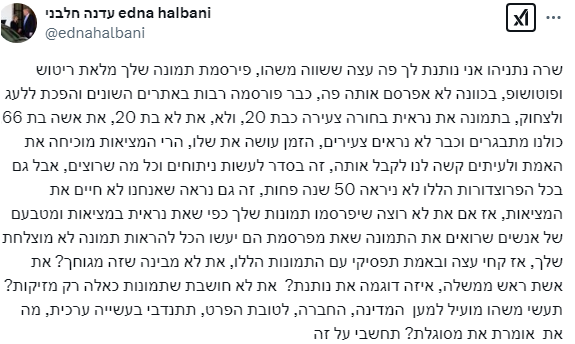 עדנה חלבני edna halbani
@ednahalbani
שרה נתניהו אני נותנת לך פה עצה ששווה משהו, פירסמת תמונה שלך מלאת ריטוש
ופוטושופ, בכוונה לא אפרסם אותה פה, כבר פורסמה רבות באתרים השונים והפכת ללעג
ולצחוק, בתמונה את נראית בחורה צעירה כבת 20, ולא, את לא בת 20, את אשה בת 66
כולנו מתבגרים וכבר לא נראים צעירים, הזמן עושה את שלו, הרי המציאות מוכיחה את
האמת ולעיתים קשה לנו לקבל אותה, זה בסדר לעשות ניתוחים וכל מה שרוצים, אבל גם
בכל הפרוצדורות הללו לא ניראה 50 שנה פחות, זה גם נראה שאנחנו לא חיים את
המציאות, אז אם את לא רוצה שיפרסמו תמונות שלך כפי שאת נראית במציאות ומטבעם
של אנשים שרואים את התמונה שאת מפרסמת הם יעשו הכל להראות תמונה לא מוצלחת
שלך, אז קחי עצה ובאמת תפסיקי עם התמונות הללו, את לא מבינה שזה מגוחך? את
אשת ראש ממשלה, איזה דוגמה את נותנת? את לא חושבת שתמונות כאלה רק מזיקות?
תעשי משהו מועיל למען המדינה, החברה, לטובת הפרט, תתנדבי בעשייה ערכית, מה
את אומרת את מסוגלת? תחשבי על זה